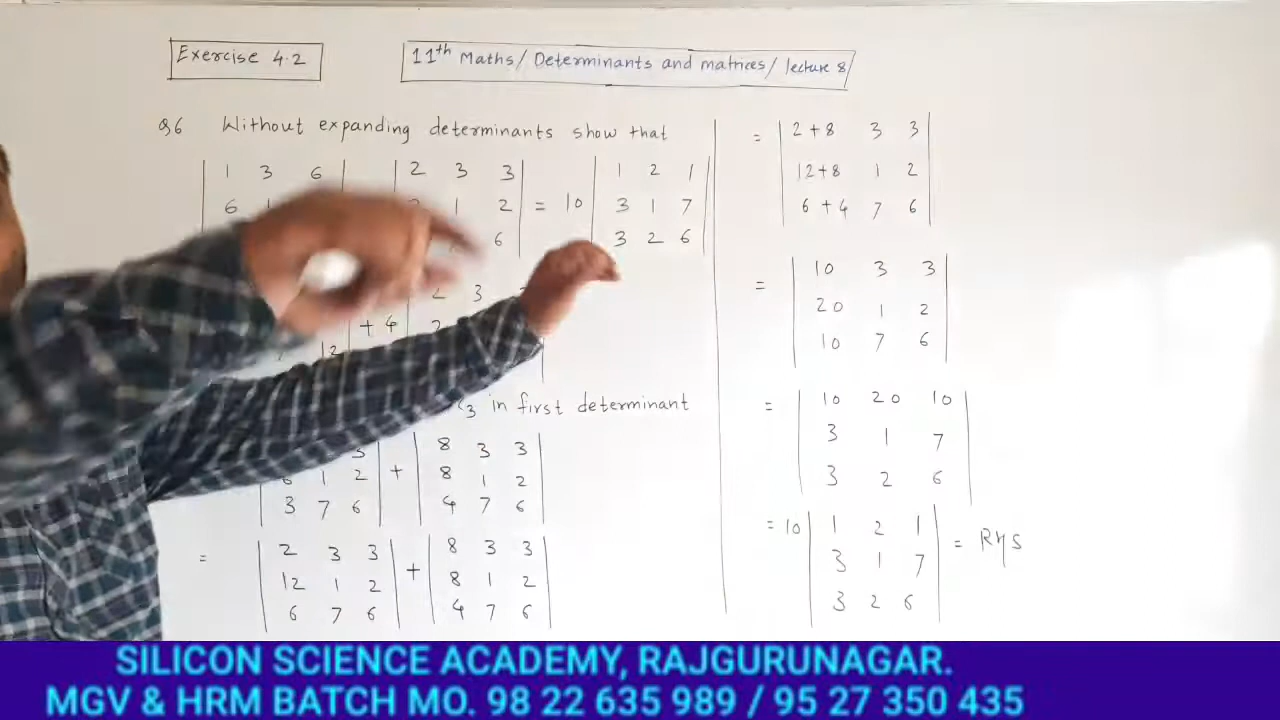 Exercise 4.2
11th Maths/ Determinants and matrices/ lecture 8/
Q6 Without expanding determinants show that
1 3 6 2 3 3 1 2 1
6 1 2 = 10 3 1 7
6 3 2 6
2 3
+ 4
12
3 in first determinant
3 8 3 3
6 1 2 + 8 1 2
3 7 6 4 7 6
= 2 3 3 + 8 3 3
12 1 2 8 1 2
6 7 6 4 7 6
= 2+8 3 3
12+8 1 2
6+4 7 6
= 10 3 3
20 1 2
10 7 6
= 10 20 10
3 1 7
3 2 6
= 10 1 2 1 = RHS
3 1 7
3 2 6
SILICON SCIENCE ACADEMY, RAJGURUNAGAR.
MGV & HRM BATCH MO. 98 22 635 989 / 95 27 350 435